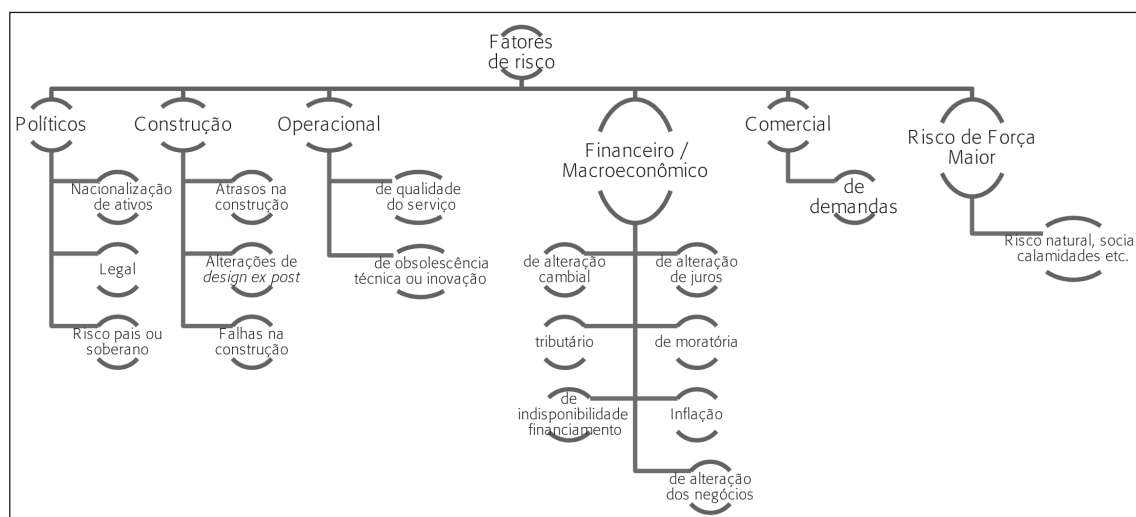 Fatores
de risco
Políticos
Nacionalização
de ativos
Legal
Risco pais ou
soberano
Construção
Atrasos na
construção
Alterações de
design ex post
Falhas na
construção
Operacional
de qualidade
do serviço
de obsolescência
técnica ou inovação
Financeiro /
Macroeconômico
de alteração
cambial
de alteração
de juros
tributário
de moratória
de
indisponibilidade
financiamento
Inflação
de alteração
dos negócios
Comercial
de
demandas
Risco de Força
Maior
Risco natural, socia
calamidades etc.